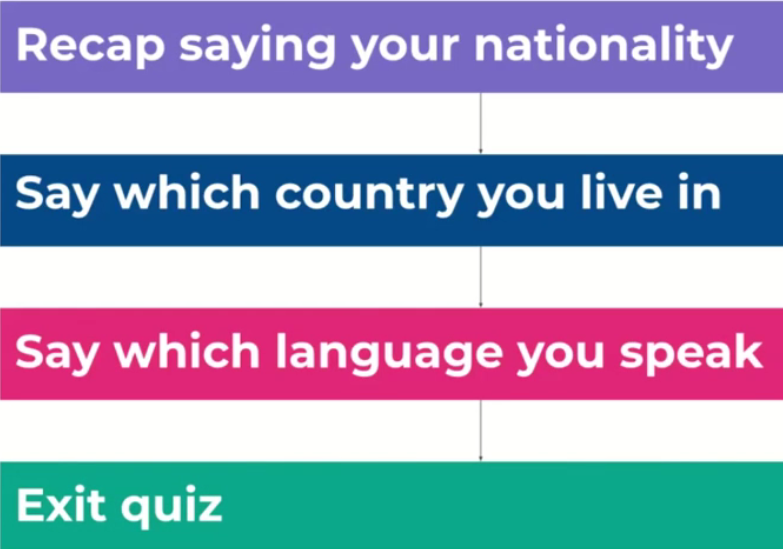 Recap saying your nationality
Say which country you live in
Say which language you speak
Exit quiz